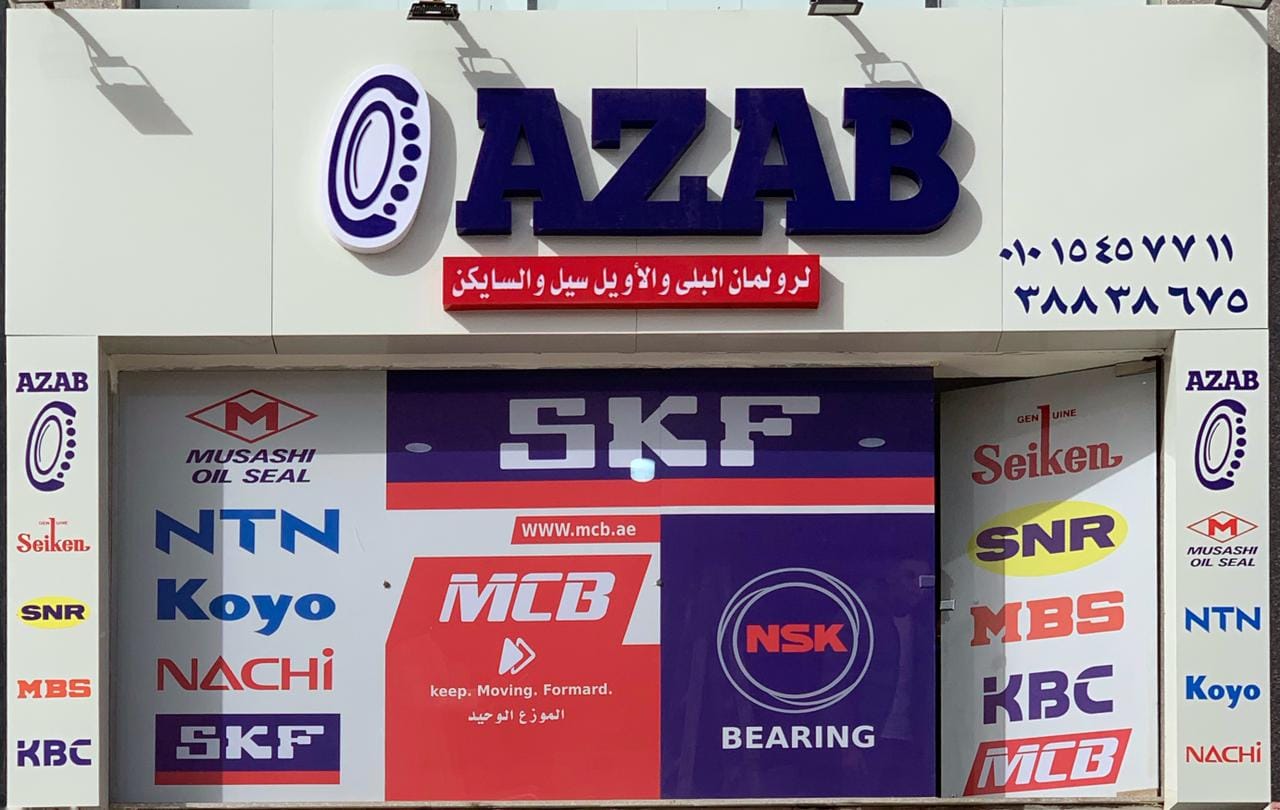 AZAB
لرولمان البلى والأويل سيل والسايكن
٠١٠١٥٤٥٧٧١١
٣٨٨٣٨٦٧٥
AZAB
GENUINE
Seiken
SNR
MBS
KBC
M
MUSASHI
OIL SEAL
NTN
Koyo
NACHi
SKF
SKF
www.mcb.ae
MCB
keep. Moving. Forward.
الموزع الوحيد
NSK
BEARING
GENUINE
Seiken
SNR
MBS
KBC
MCB
AZAB
M
MUSASHI
OIL SEAL
NTN
Koyo
NACHi